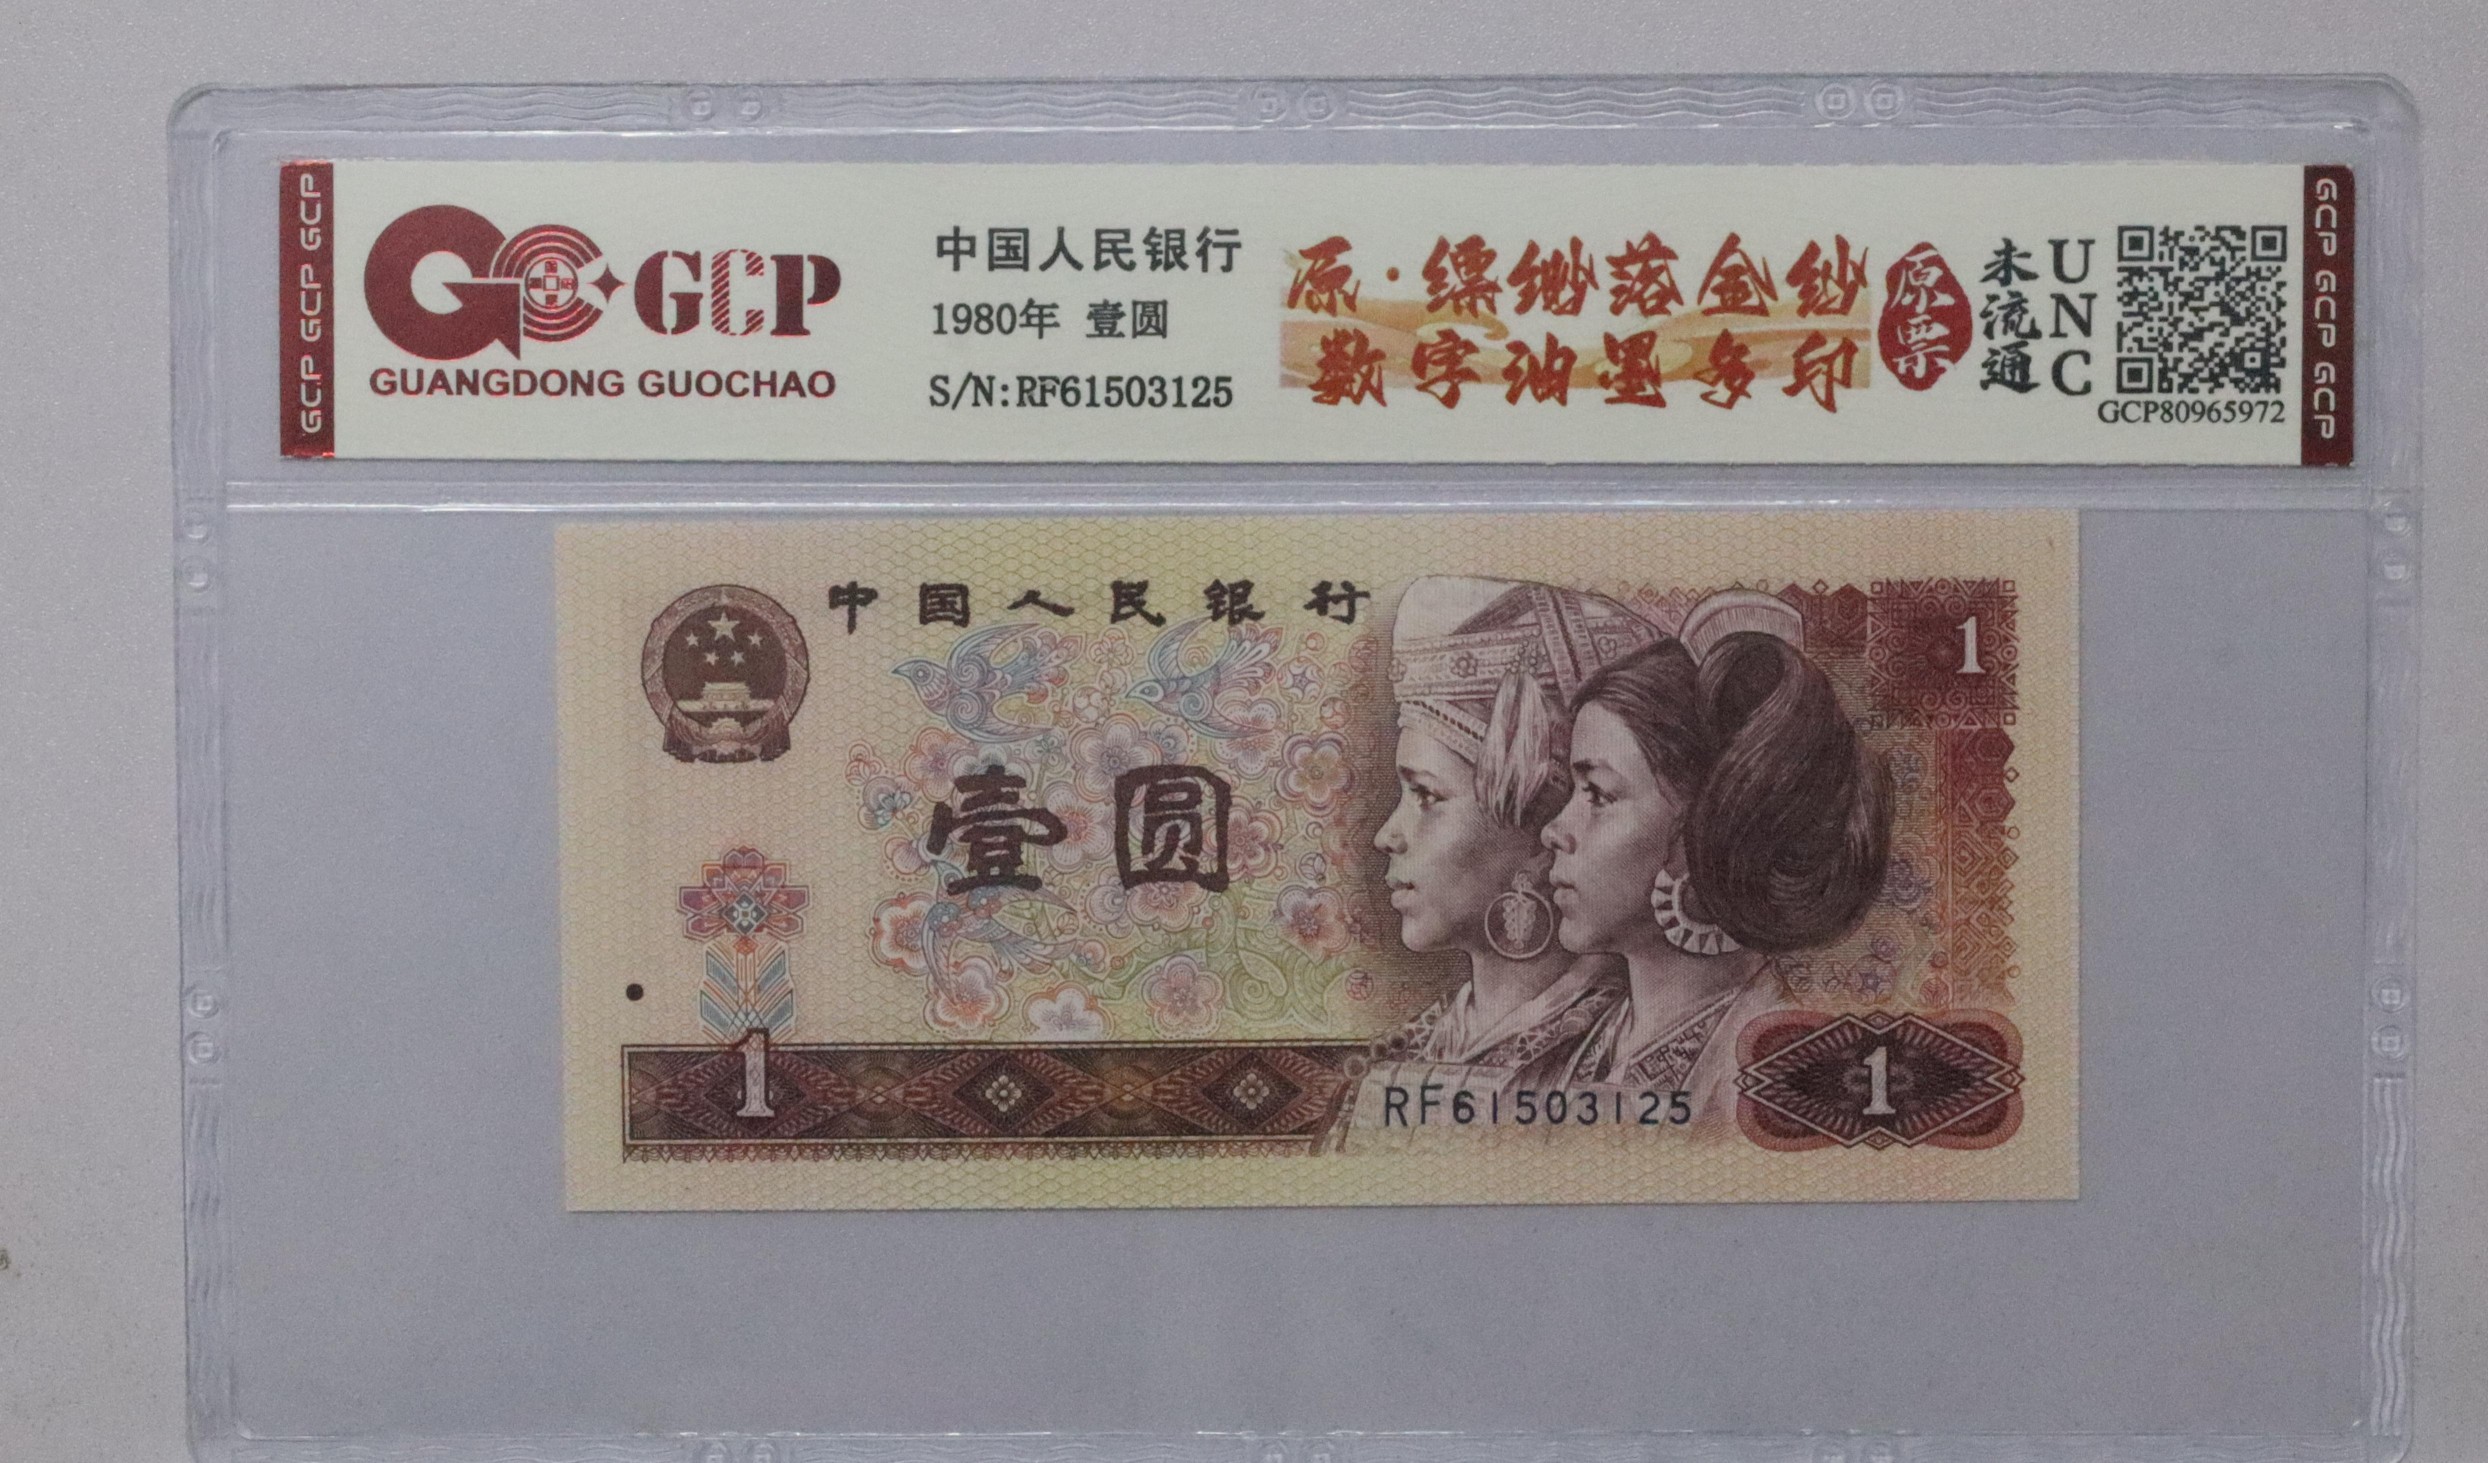 GCP GCP GCP GCP
GCP
GUANGDONG GUOCHAO
中国人民银行
1980年 壹圆
S/N:RF61503125
原·缥缈落金纱
数字油墨多印
原票
未流通
UNC
GCP80965972
GCP GCP GCP GCP
中国人民银行
1
壹圆
1
RF61503125
1